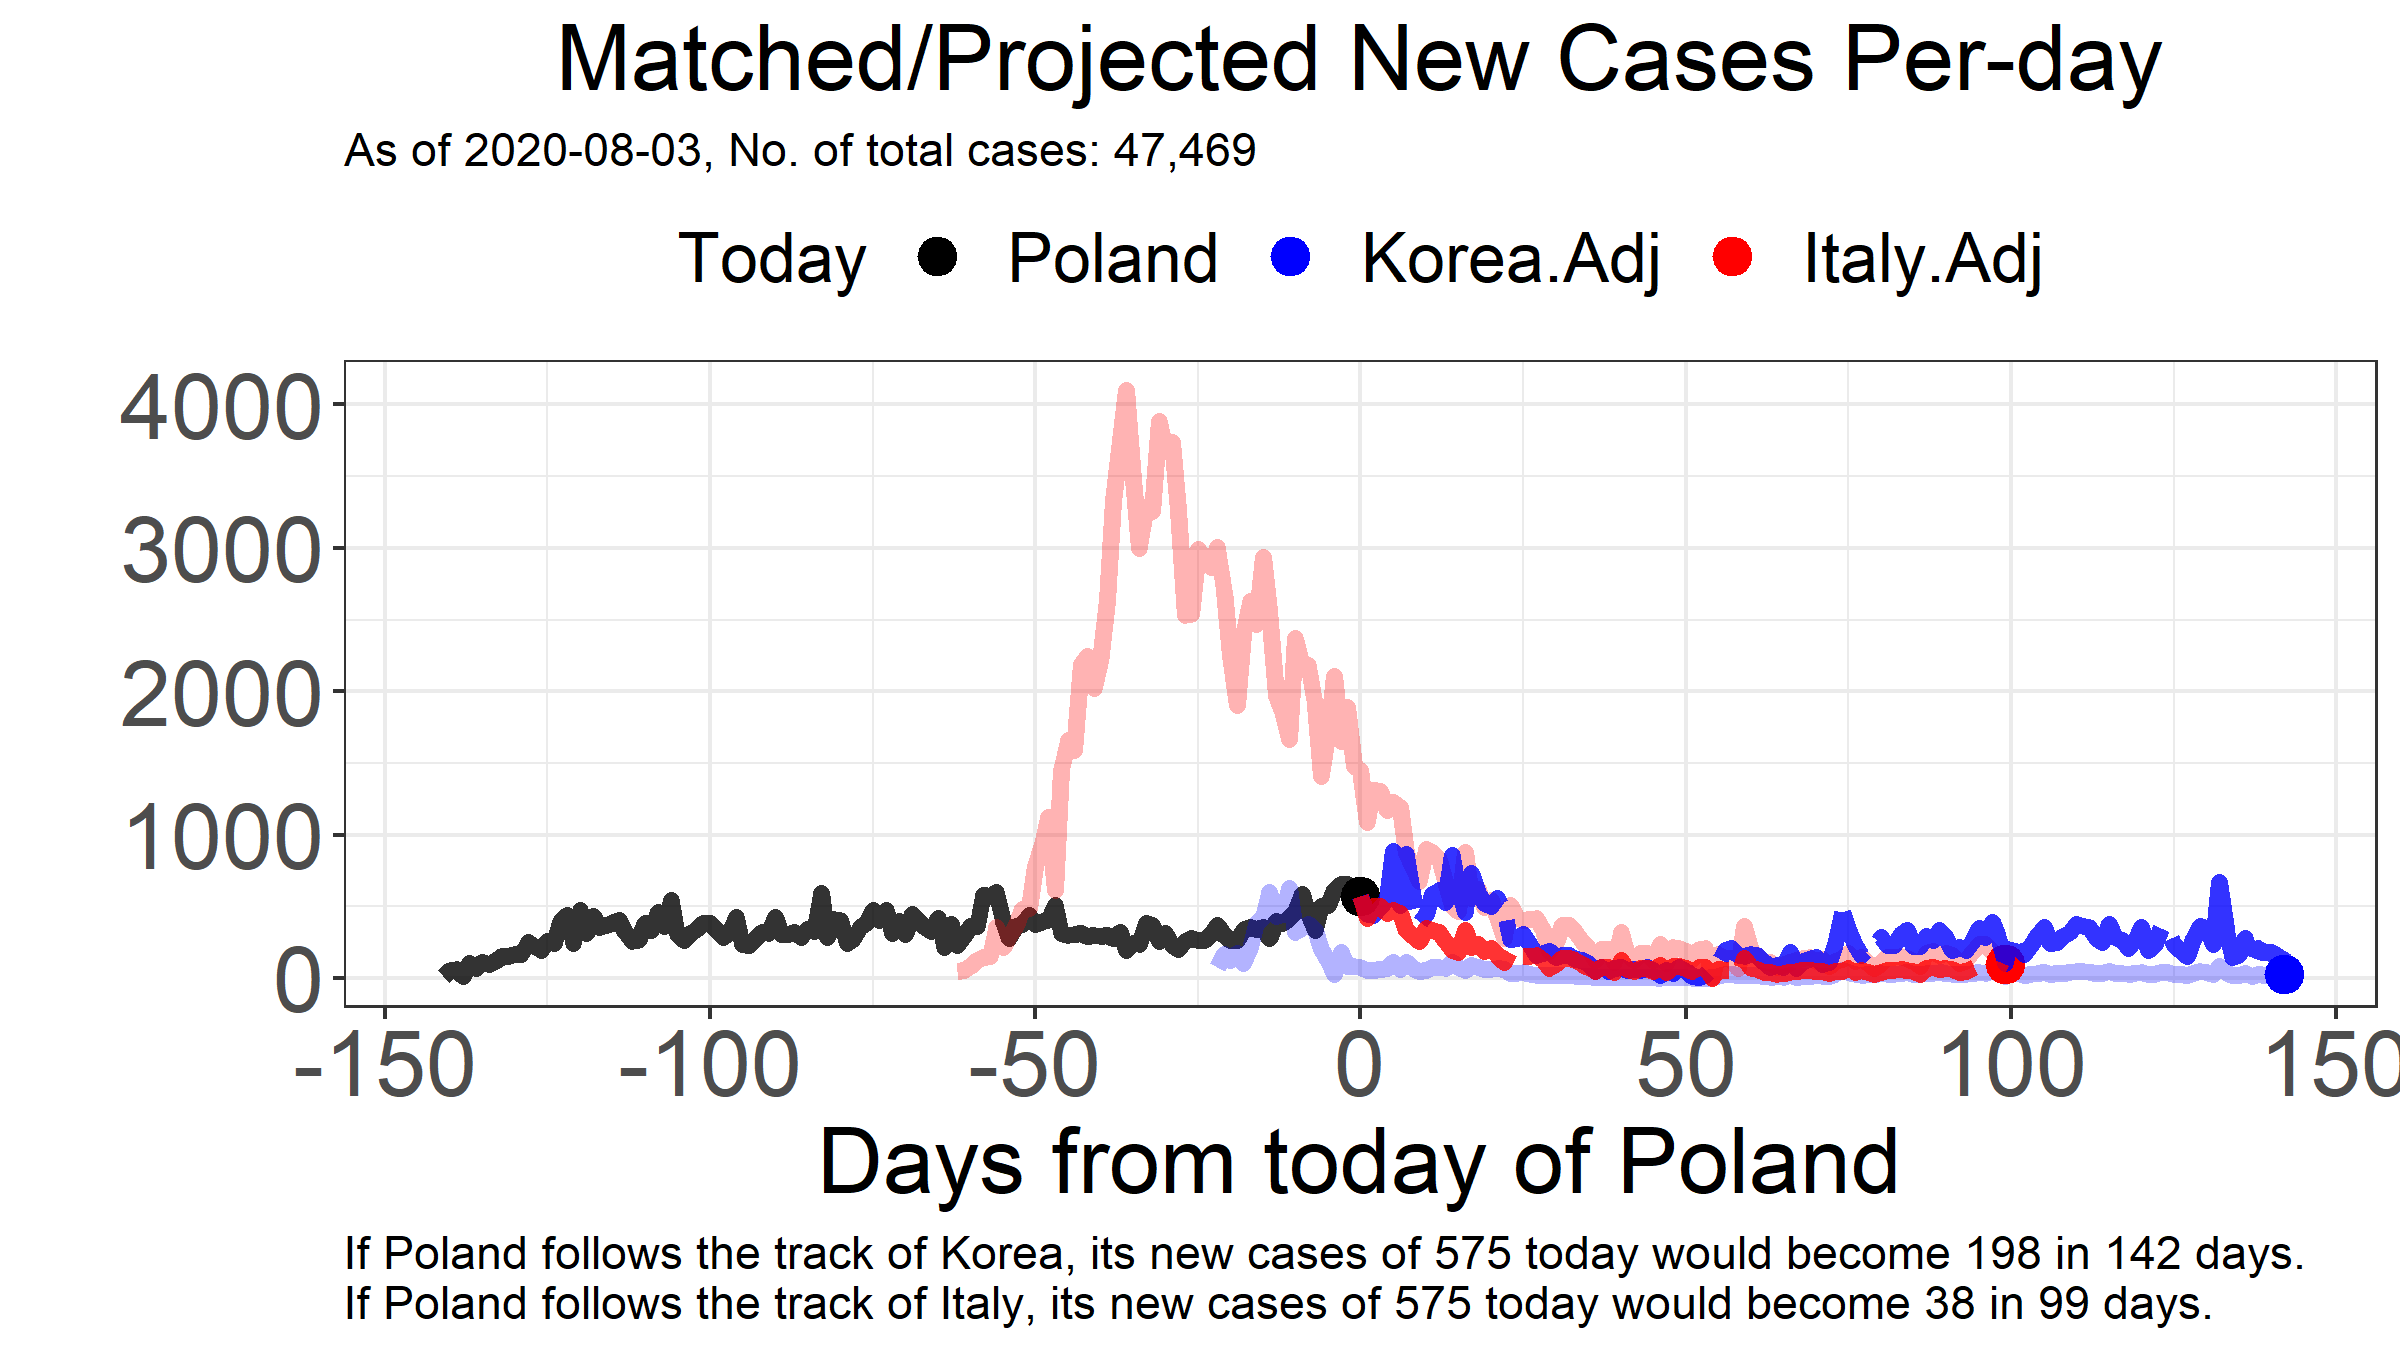 Matched/Projected New Cases Per-day
As of 2020-08-03, No. of total cases: 47,469
Today Poland Korea.Adj Italy.Adj
4000
3000
2000
1000
0
-150 -100 -50 0 50 100 150
Days from today of Poland
If Poland follows the track of Korea, its new cases of 575 today would become 198 in 142 days.
If Poland follows the track of Italy, its new cases of 575 today would become 38 in 99 days.